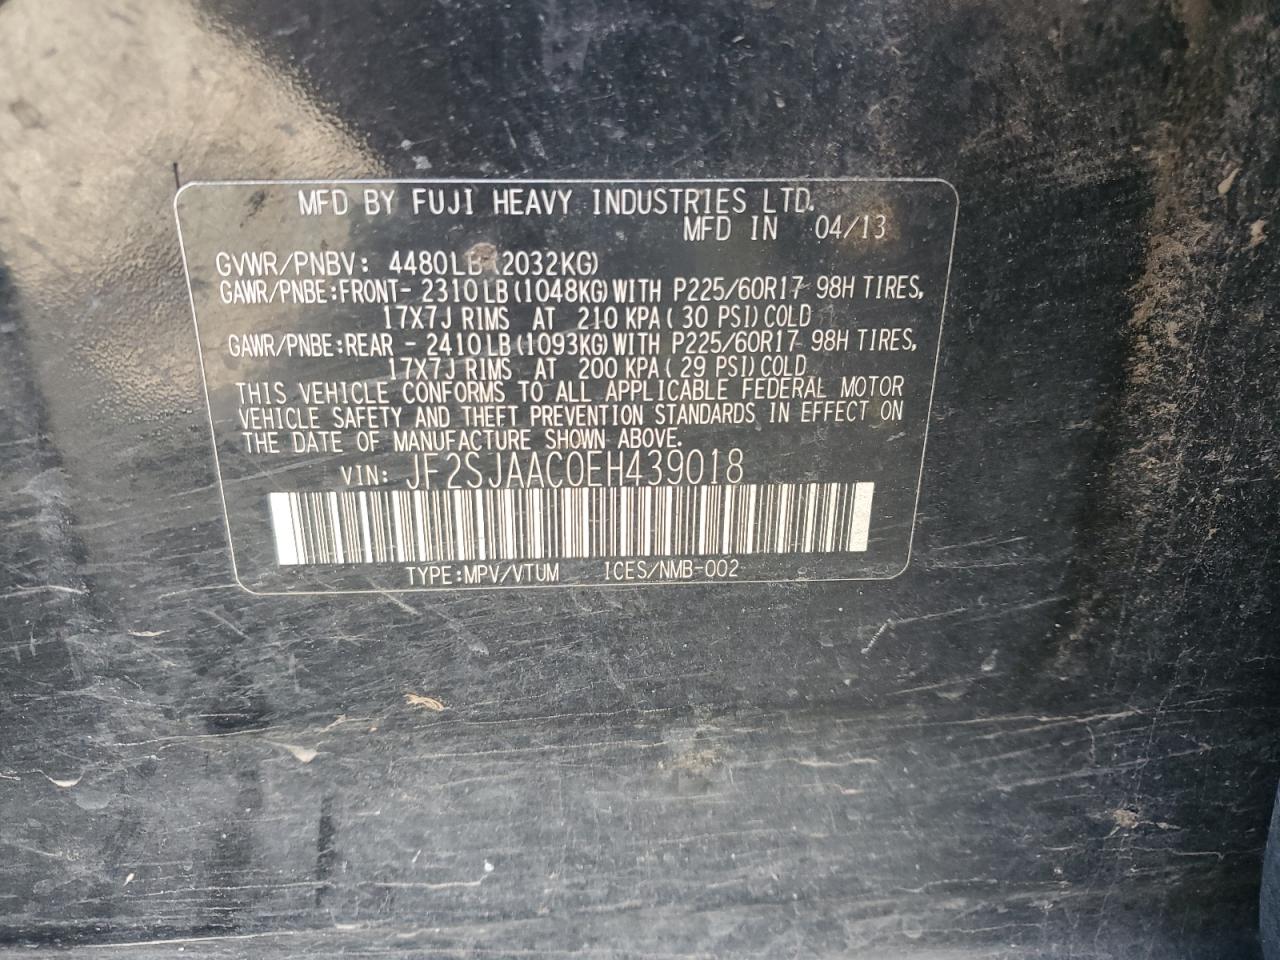 MFD BY FUJI HEAVY INDUSTRIES LTD.
MFD IN 04/13
GVWR/PNBV: 4480LB (2032KG)
GAWR/PNBE:FRONT- 2310LB(1048KG)WITH P225/60R17 98H TIRES,
17X7J RIMS AT 210 KPA(30 PSI)COLD
GAWR/PNBE:REAR - 2410LB(1093KG)WITH P225/60R17 98H TIRES,
17X7J RIMS AT 200 KPA(29 PSI)COLD
THIS VEHICLE CONFORMS TO ALL APPLICABLE FEDERAL MOTOR
VEHICLE SAFETY AND THEFT PREVENTION STANDARDS IN EFFECT ON
THE DATE OF MANUFACTURE SHOWN ABOVE.
VIN: JF2SJAAC0EH439018
TYPE:MPV/VTUM ICES/NMB-002